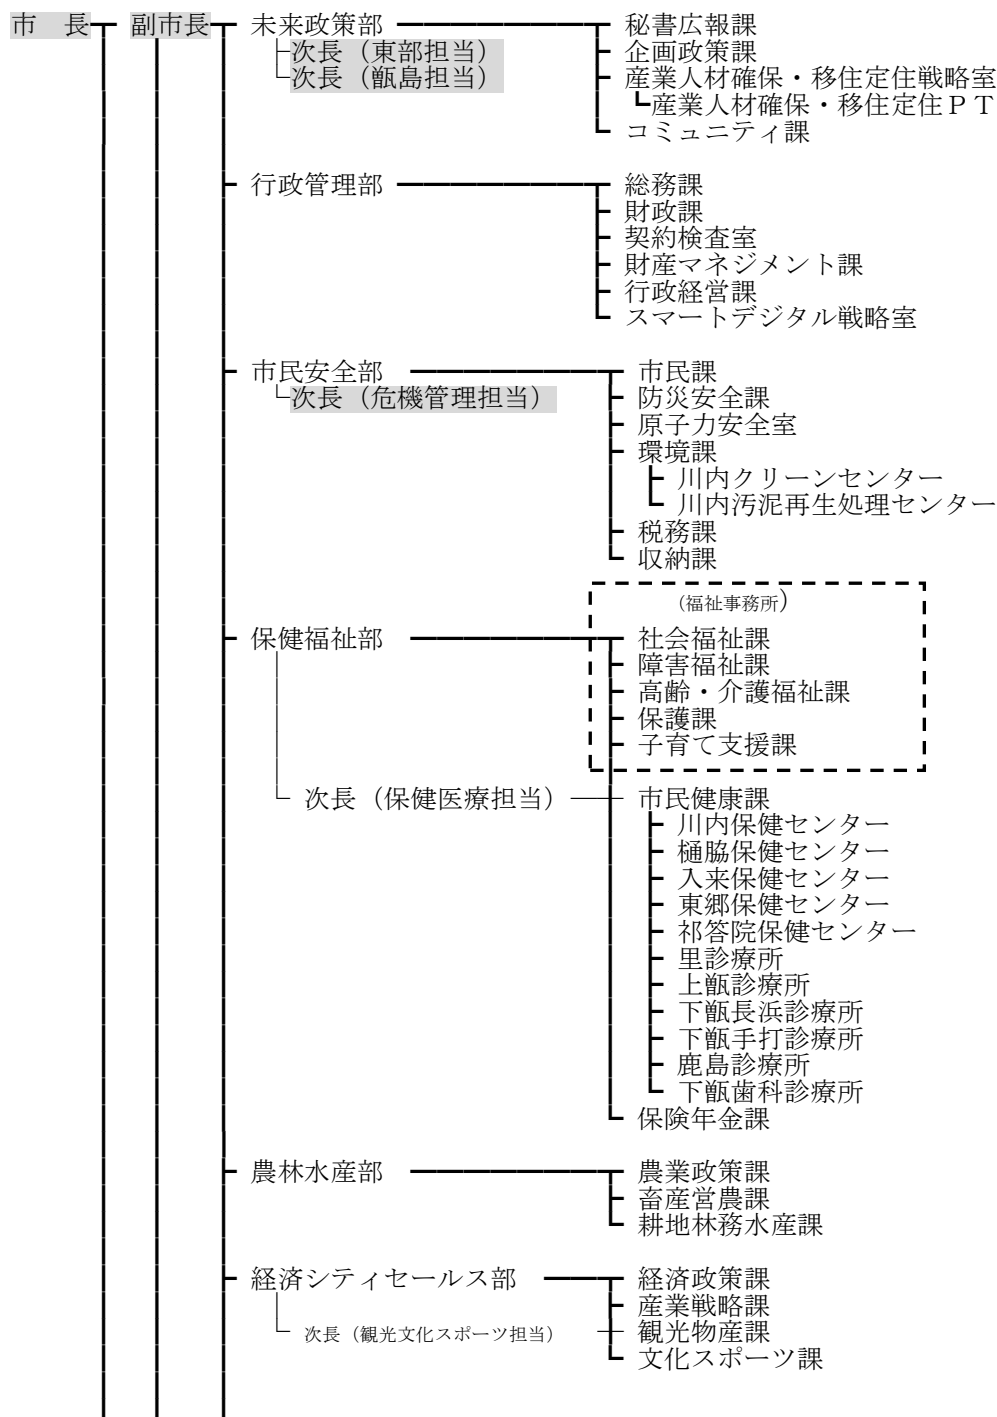 市　長 副市長 未来政策部 秘書広報課
次長（東部担当） 企画政策課
次長（甑島担当） 産業人材確保・移住定住戦略室
産業人材確保・移住定住ＰＴ
コミュニティ課
行政管理部 総務課
財政課
契約検査室
財産マネジメント課
行政経営課
スマートデジタル戦略室
市民安全部 市民課
次長（危機管理担当） 防災安全課
原子力安全室
環境課
川内クリーンセンター
川内汚泥再生処理センター
税務課
収納課
（福祉事務所）
保健福祉部 社会福祉課
障害福祉課
高齢・介護福祉課
保護課
子育て支援課
次長（保健医療担当） 市民健康課
川内保健センター
樋脇保健センター
入来保健センター
東郷保健センター
祁答院保健センター
里診療所
上甑診療所
下甑長浜診療所
下甑手打診療所
鹿島診療所
下甑歯科診療所
保険年金課
農林水産部 農業政策課
畜産営農課
耕地林務水産課
経済シティセールス部 経済政策課
産業戦略課
次長（観光文化スポーツ担当） 観光物産課
文化スポーツ課